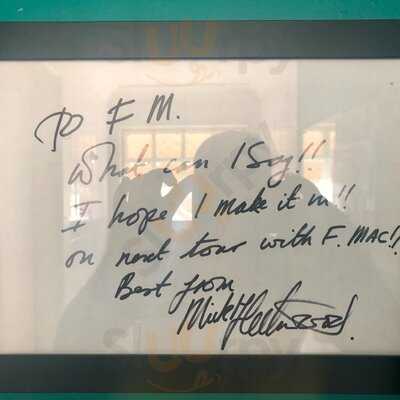 To F M.
What can I Say!!
I hope I make it in!!
on next tour with F. MAC!!
Best from
Mick Fleetwood.